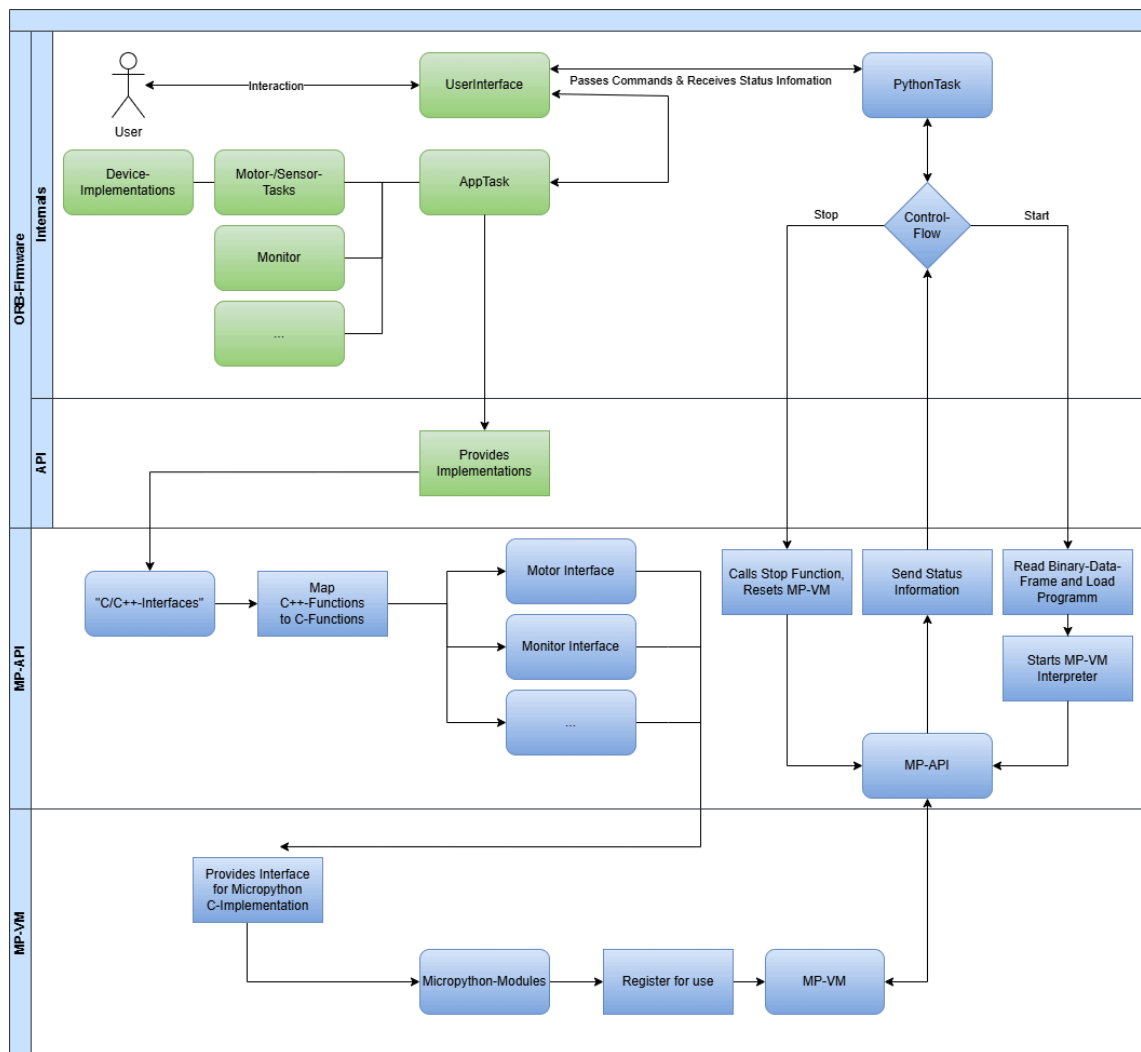 ORB-Firmware
Internals
User
Interaction
UserInterface
Passes Commands & Receives Status Infomation
PythonTask
Device-
Implementations
Motor-/Sensor-
Tasks
AppTask
Monitor
...
Stop
Control-
Flow
Start
API
Provides
Implementations
MP-API
"C/C++-Interfaces"
Map
C++-Functions
to C-Functions
Motor Interface
Monitor Interface
...
Calls Stop Function,
Resets MP-VM
Send Status
Information
Read Binary-Data-
Frame and Load
Programm
Starts MP-VM
Interpreter
MP-API
MP-VM
Provides Interface
for Micropython
C-Implementation
Micropython-Modules
Register for use
MP-VM